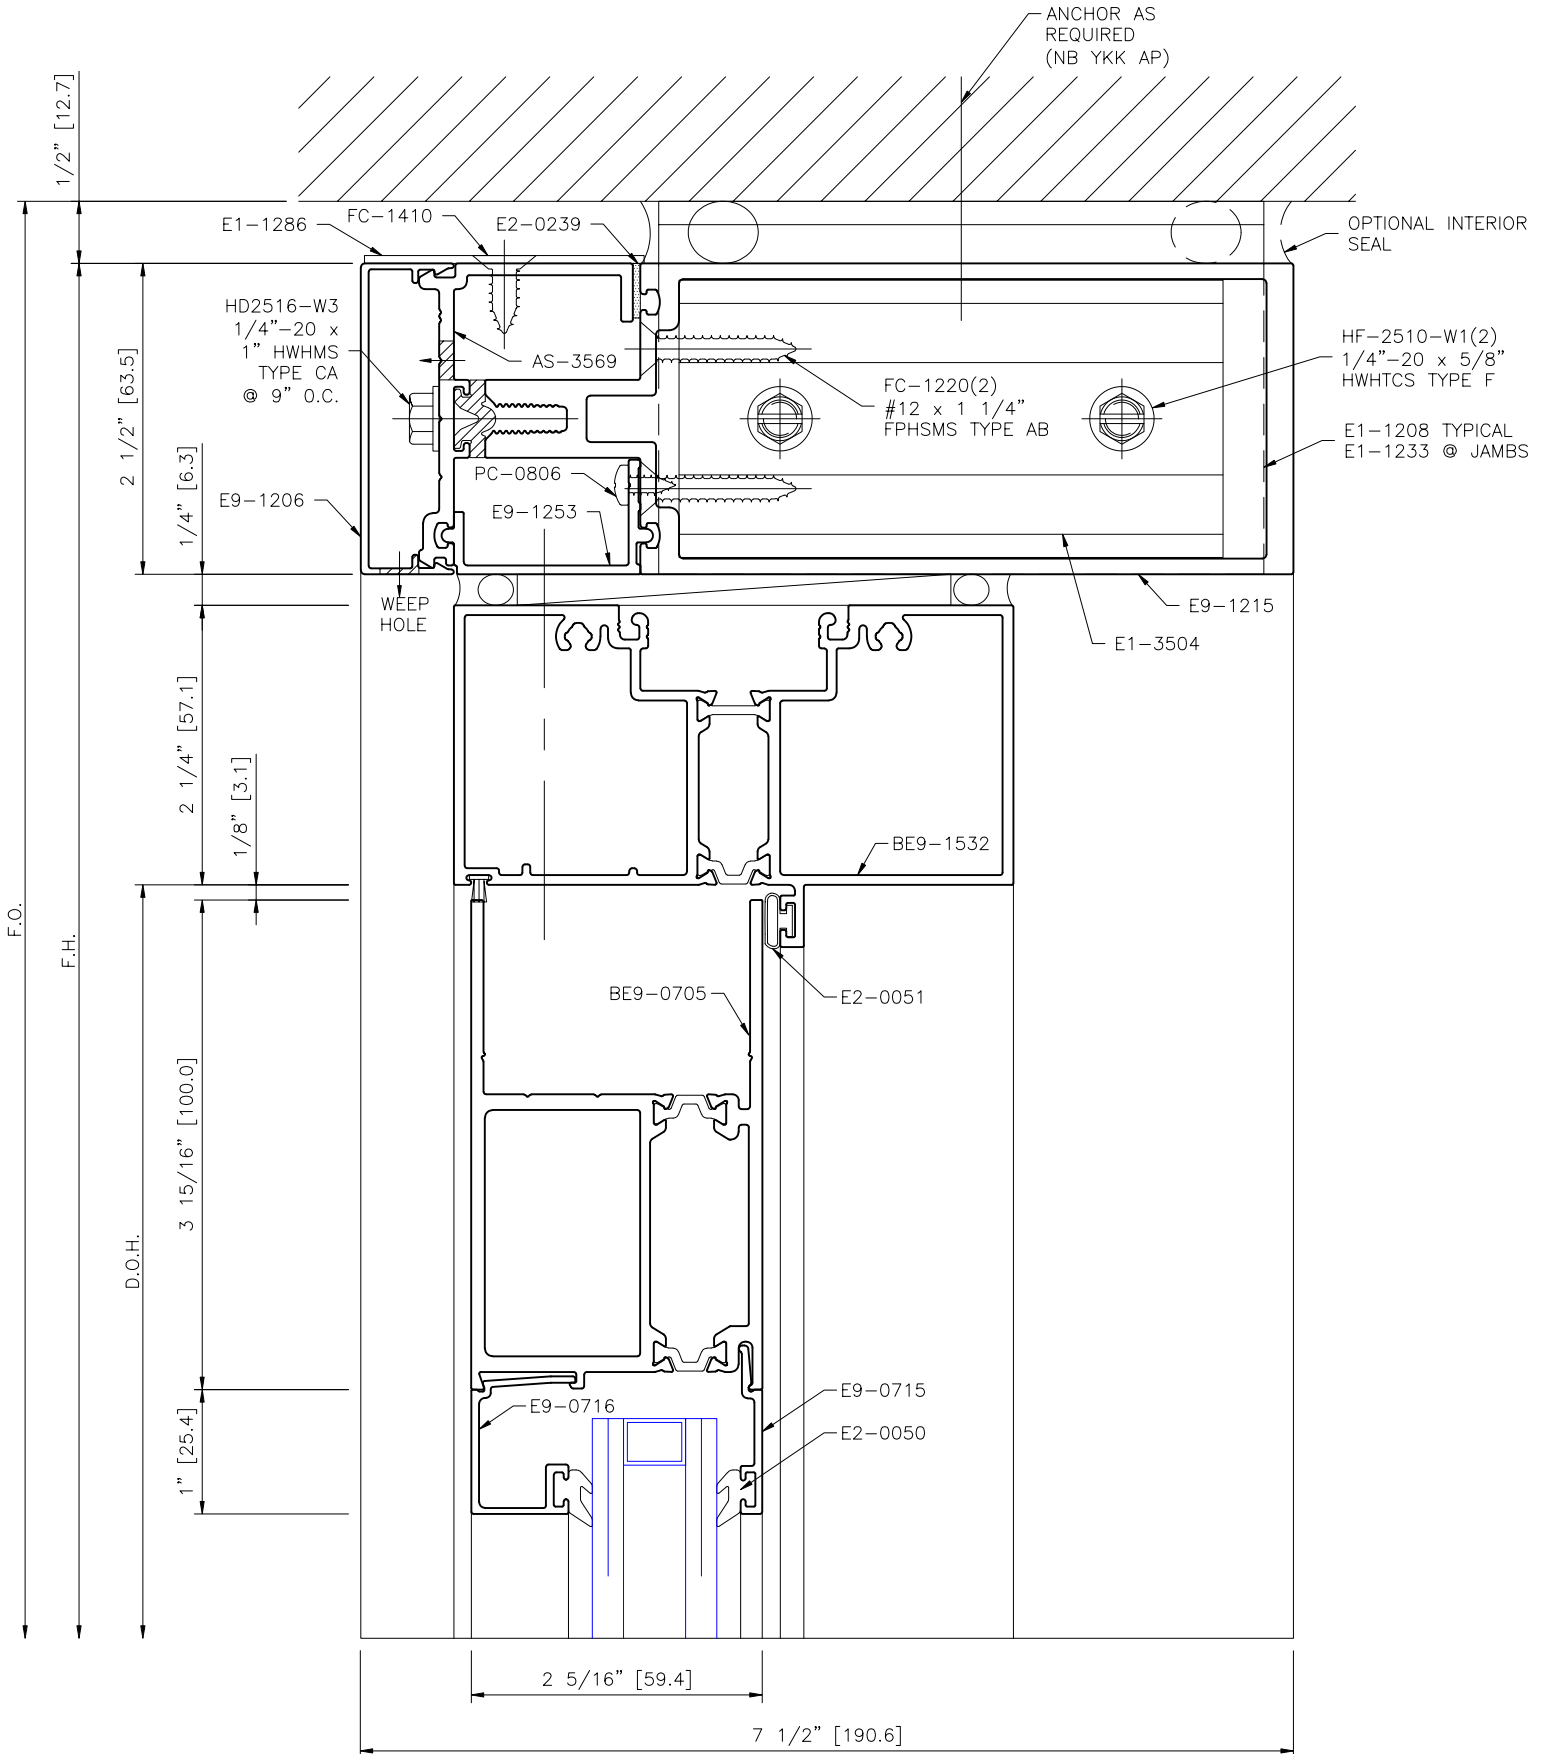 ANCHOR AS
REQUIRED
(NB YKK AP)
1/2" [12.7]
E1-1286
FC-1410
E2-0239
OPTIONAL INTERIOR
SEAL
HD2516-W3
1/4"-20 x
1" HWHMS
TYPE CA
@ 9" O.C.
AS-3569
HF-2510-W1(2)
1/4"-20 x 5/8"
HWHTCS TYPE F
FC-1220(2)
#12 x 1 1/4"
FPHSMS TYPE AB
2 1/2" [63.5]
E1-1208 TYPICAL
E1-1233 @ JAMBS
1/4" [6.3]
PC-0806
E9-1206
E9-1253
WEEP
HOLE
E9-1215
E1-3504
2 1/4" [57.1]
1/8" [3.1]
BE9-1532
F.O.
F.H.
BE9-0705
E2-0051
3 15/16" [100.0]
D.O.H.
E9-0716
E9-0715
E2-0050
1" [25.4]
2 5/16" [59.4]
7 1/2" [190.6]